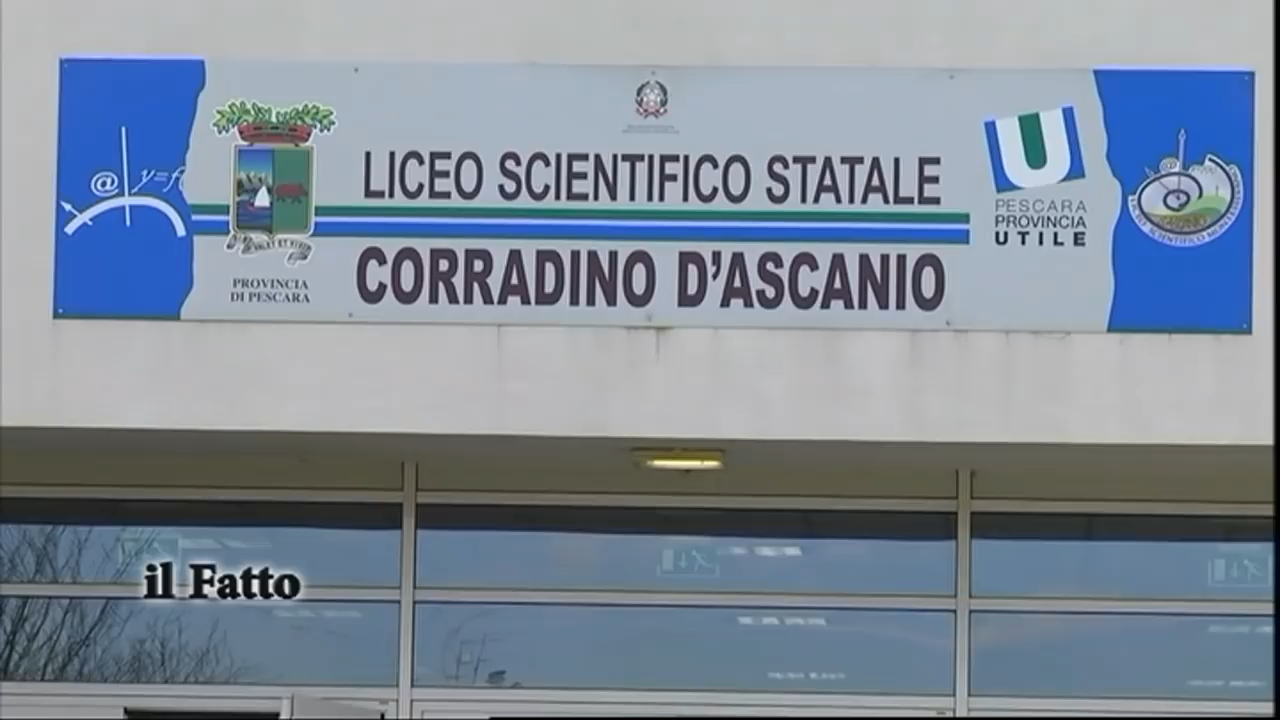 LICEO SCIENTIFICO STATALE
CORRADINO D'ASCANIO
@ y=f
PROVINCIA
DI PESCARA
U
PESCARA
PROVINCIA
UTILE
il Fatto